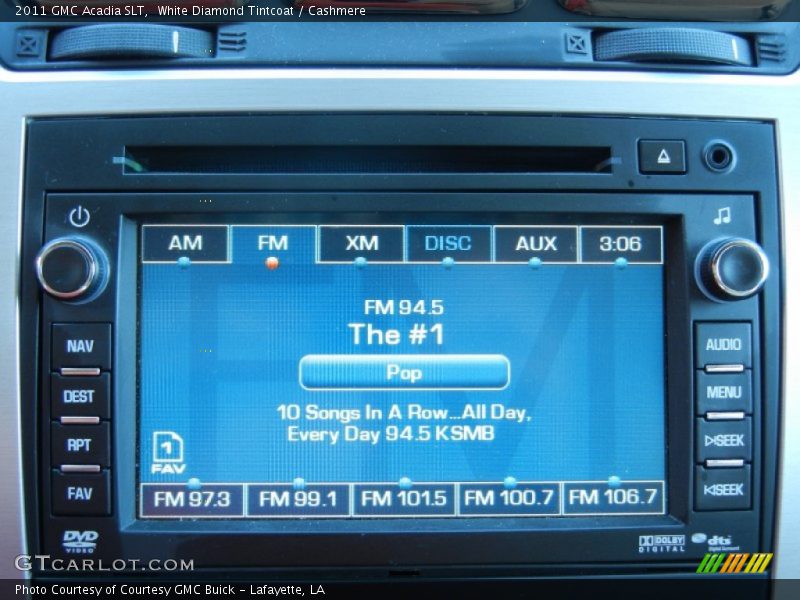 2011 GMC Acadia SLT, White Diamond Tintcoat / Cashmere
AM FM XM DISC AUX 3:06
FM 94.5
The #1
Pop
10 Songs In A Row...All Day,
Every Day 94.5 KSMB
1
FAV
FM 97.3 FM 99.1 FM 101.5 FM 100.7 FM 106.7
NAV
DEST
RPT
FAV
AUDIO
MENU
SEEK
SEEK
DVD
VIDEO
DOLBY
DIGITAL
dts
Digital Surround
GTCARLOT.COM
Photo Courtesy of Courtesy GMC Buick - Lafayette, LA